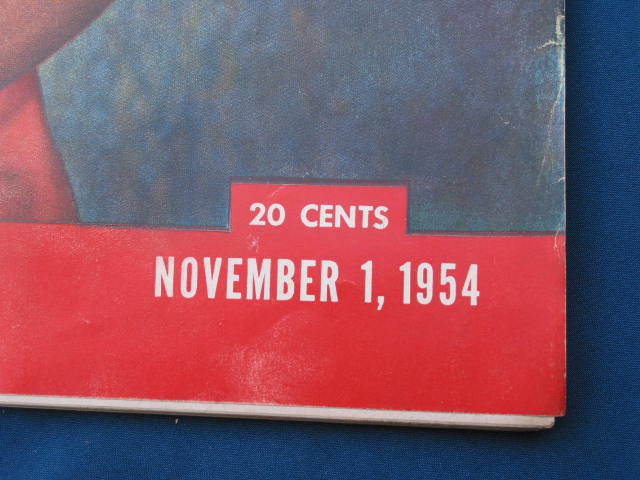 20 CENTS
NOVEMBER 1, 1954